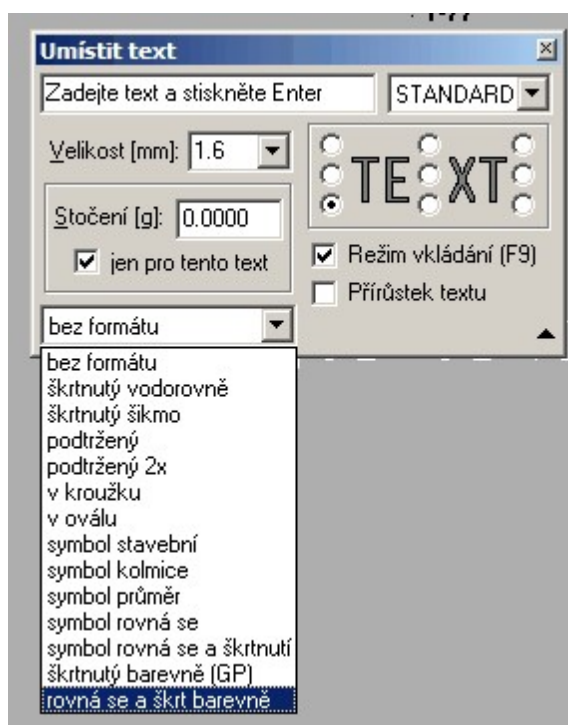 Umístit text
Zadejte text a stiskněte Enter
STANDARD
Velikost [mm]: 1.6
TEXT
Stočení [g]: 0.0000
jen pro tento text
Režim vkládání (F9)
Přírůstek textu
bez formátu
bez formátu
škrtnutý vodorovně
škrtnutý šikmo
podtržený
podtržený 2x
v kroužku
v oválu
symbol stavební
symbol kolmice
symbol průměr
symbol rovná se
symbol rovná se a škrtnutí
škrtnutý barevně (GP)
rovná se a škrt barevně